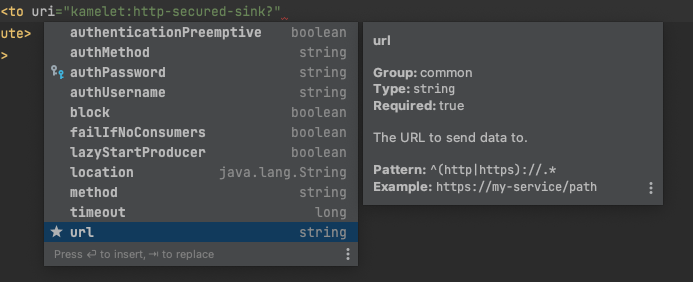 <to uri="kamelet:http-secured-sink?"
ute>
>
authenticationPreemptive boolean
authMethod string
authPassword string
authUsername string
block boolean
failIfNoConsumers boolean
lazyStartProducer boolean
location java.lang.String
method string
timeout long
url string
Press ⏎ to insert, ⇥ to replace
url
Group: common
Type: string
Required: true
The URL to send data to.
Pattern: ^(http|https)://.*
Example: https://my-service/path